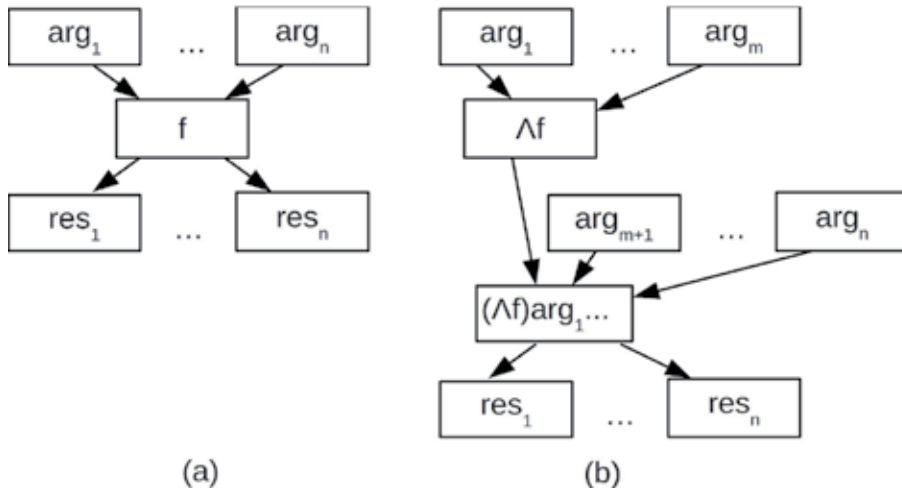 arg₁ ... argₙ
f
res₁ ... resₙ
(a)
arg₁ ... argₘ
Λf
argₘ₊₁ ... argₙ
(Λf)arg₁...
res₁ ... resₙ
(b)